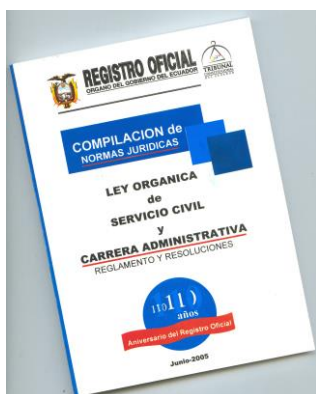 REGISTRO OFICIAL
ORGANO DEL GOBIERNO DEL ECUADOR
TRIBUNAL
COMPILACION de
NORMAS JURIDICAS
LEY ORGANICA
de
SERVICIO CIVIL
y
CARRERA ADMINISTRATIVA
REGLAMENTO Y RESOLUCIONES
110
años
Aniversario del Registro Oficial
Junio-2005